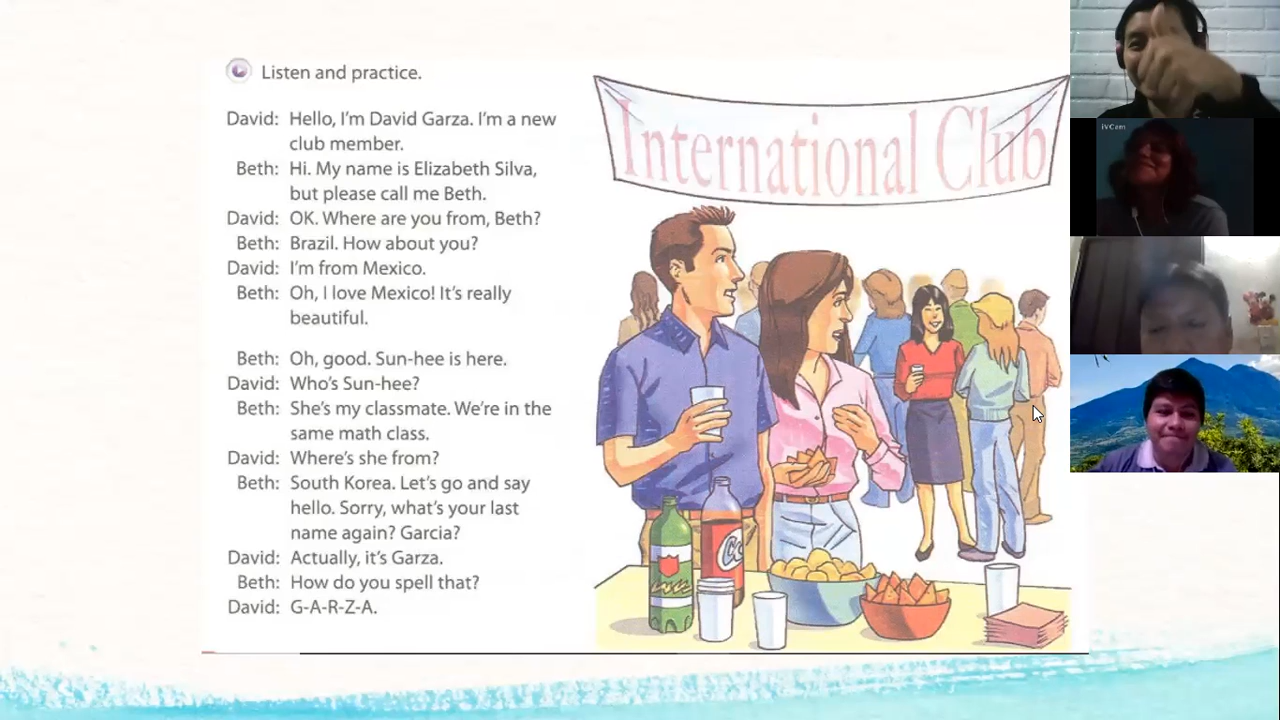 Listen and practice.
David: Hello, I'm David Garza. I'm a new
club member.
Beth: Hi. My name is Elizabeth Silva,
but please call me Beth.
David: OK. Where are you from, Beth?
Beth: Brazil. How about you?
David: I'm from Mexico.
Beth: Oh, I love Mexico! It's really
beautiful.
Beth: Oh, good. Sun-hee is here.
David: Who's Sun-hee?
Beth: She's my classmate. We're in the
same math class.
David: Where's she from?
Beth: South Korea. Let's go and say
hello. Sorry, what's your last
name again? Garcia?
David: Actually, it's Garza.
Beth: How do you spell that?
David: G-A-R-Z-A.
International Club
iVCam